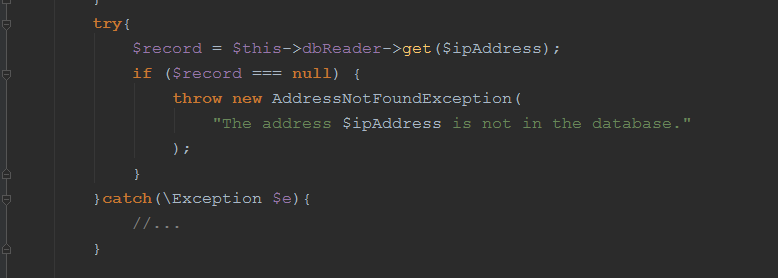 }
try{
$record = $this->dbReader->get($ipAddress);
if ($record === null) {
throw new AddressNotFoundException(
"The address $ipAddress is not in the database."
);
}
}catch(\Exception $e){
//...
}